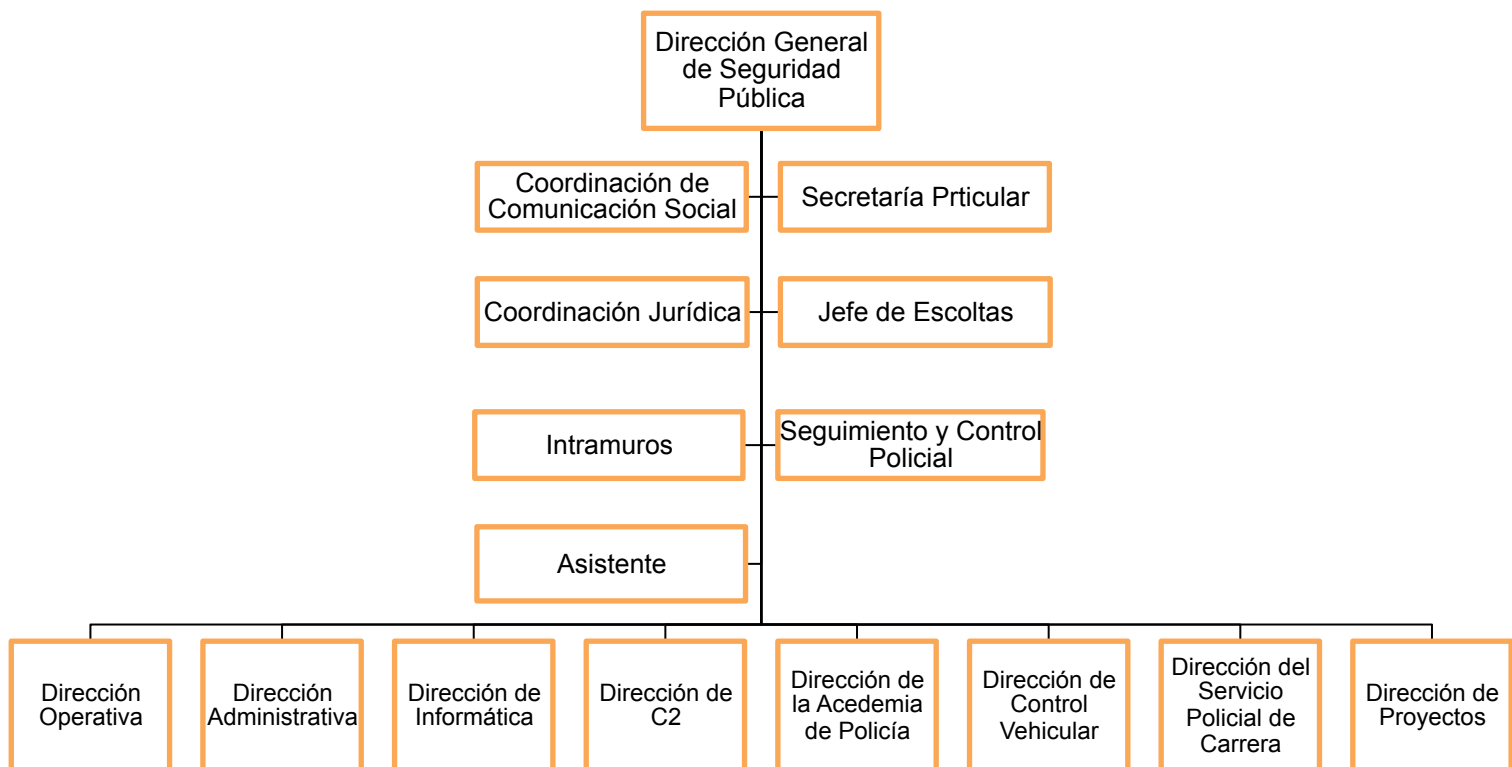 Dirección General
de Seguridad
Pública
Coordinación de
Comunicación Social
Secretaría Prticular
Coordinación Jurídica
Jefe de Escoltas
Intramuros
Seguimiento y Control
Policial
Asistente
Dirección
Operativa
Dirección
Administrativa
Dirección de
Informática
Dirección de
C2
Dirección de
la Acedemia
de Policía
Dirección de
Control
Vehicular
Dirección del
Servicio
Policial de
Carrera
Dirección de
Proyectos